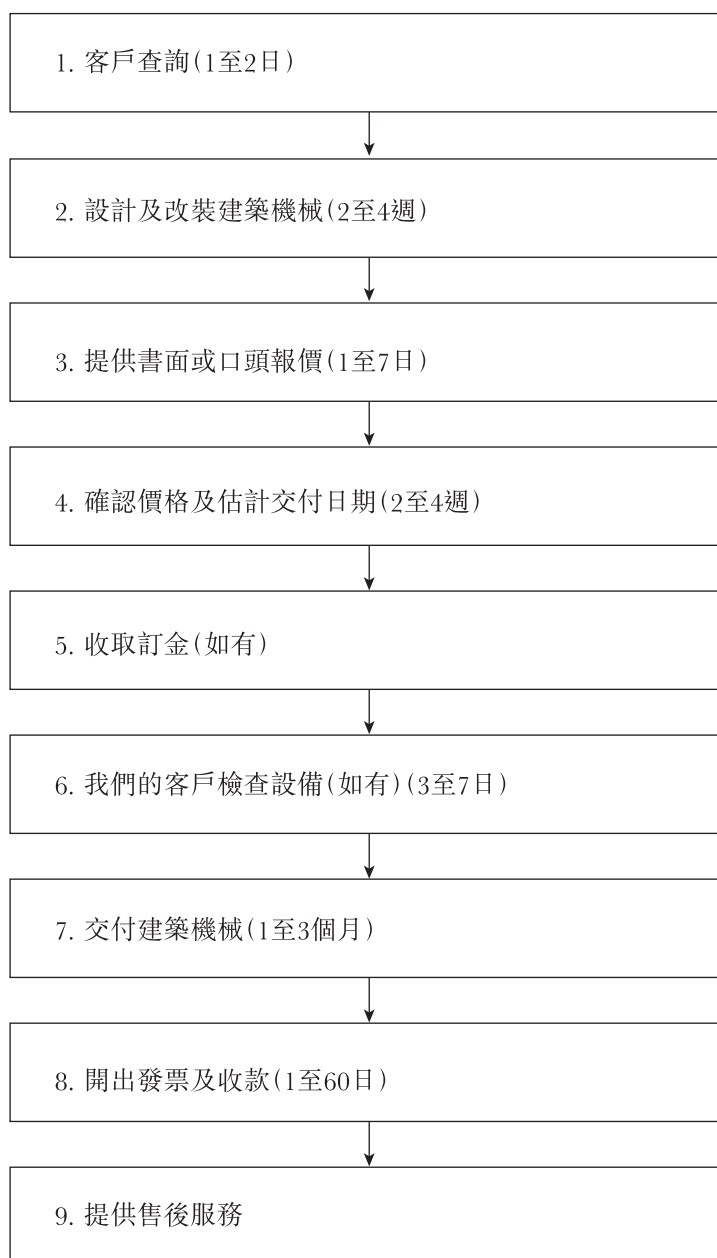 1. 客戶查詢(1至2日)
2. 設計及改裝建築機械(2至4週)
3. 提供書面或口頭報價(1至7日)
4. 確認價格及估計交付日期(2至4週)
5. 收取訂金(如有)
6. 我們的客戶檢查設備(如有)(3至7日)
7. 交付建築機械(1至3個月)
8. 開出發票及收款(1至60日)
9. 提供售後服務